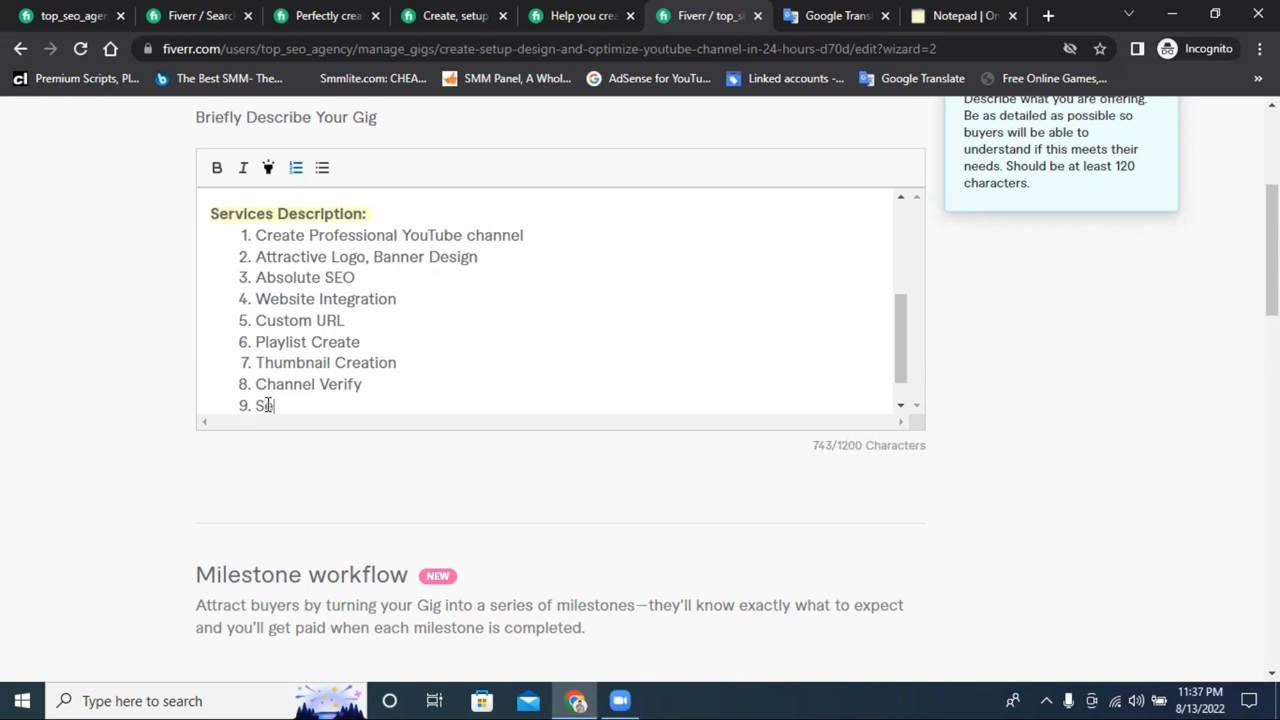 top_seo_agen
Fiverr / Sear
Perfectly crea
Create, setup
Help you crea
Fiverr / top_s
Google Transl
Notepad | On
fiverr.com/users/top_seo_agency/manage_gigs/create-setup-design-and-optimize-youtube-channel-in-24-hours-d70d/edit?wizard=2
Incognito
Premium Scripts, Pl...
The Best SMM- The...
Smmlite.com: CHEA...
SMM Panel, A Whol...
AdSense for YouTu...
Linked accounts -...
Google Translate
Free Online Games,...
»
Briefly Describe Your Gig
Describe what you are offering.
Be as detailed as possible so
buyers will be able to
understand if this meets their
needs. Should be at least 120
characters.
B I
Services Description:
1. Create Professional YouTube channel
2. Attractive Logo, Banner Design
3. Absolute SEO
4. Website Integration
5. Custom URL
6. Playlist Create
7. Thumbnail Creation
8. Channel Verify
9.
743/1200 Characters
Milestone workflow NEW
Attract buyers by turning your Gig into a series of milestones—they'll know exactly what to expect
and you'll get paid when each milestone is completed.
Type here to search
11:37 PM
8/13/2022